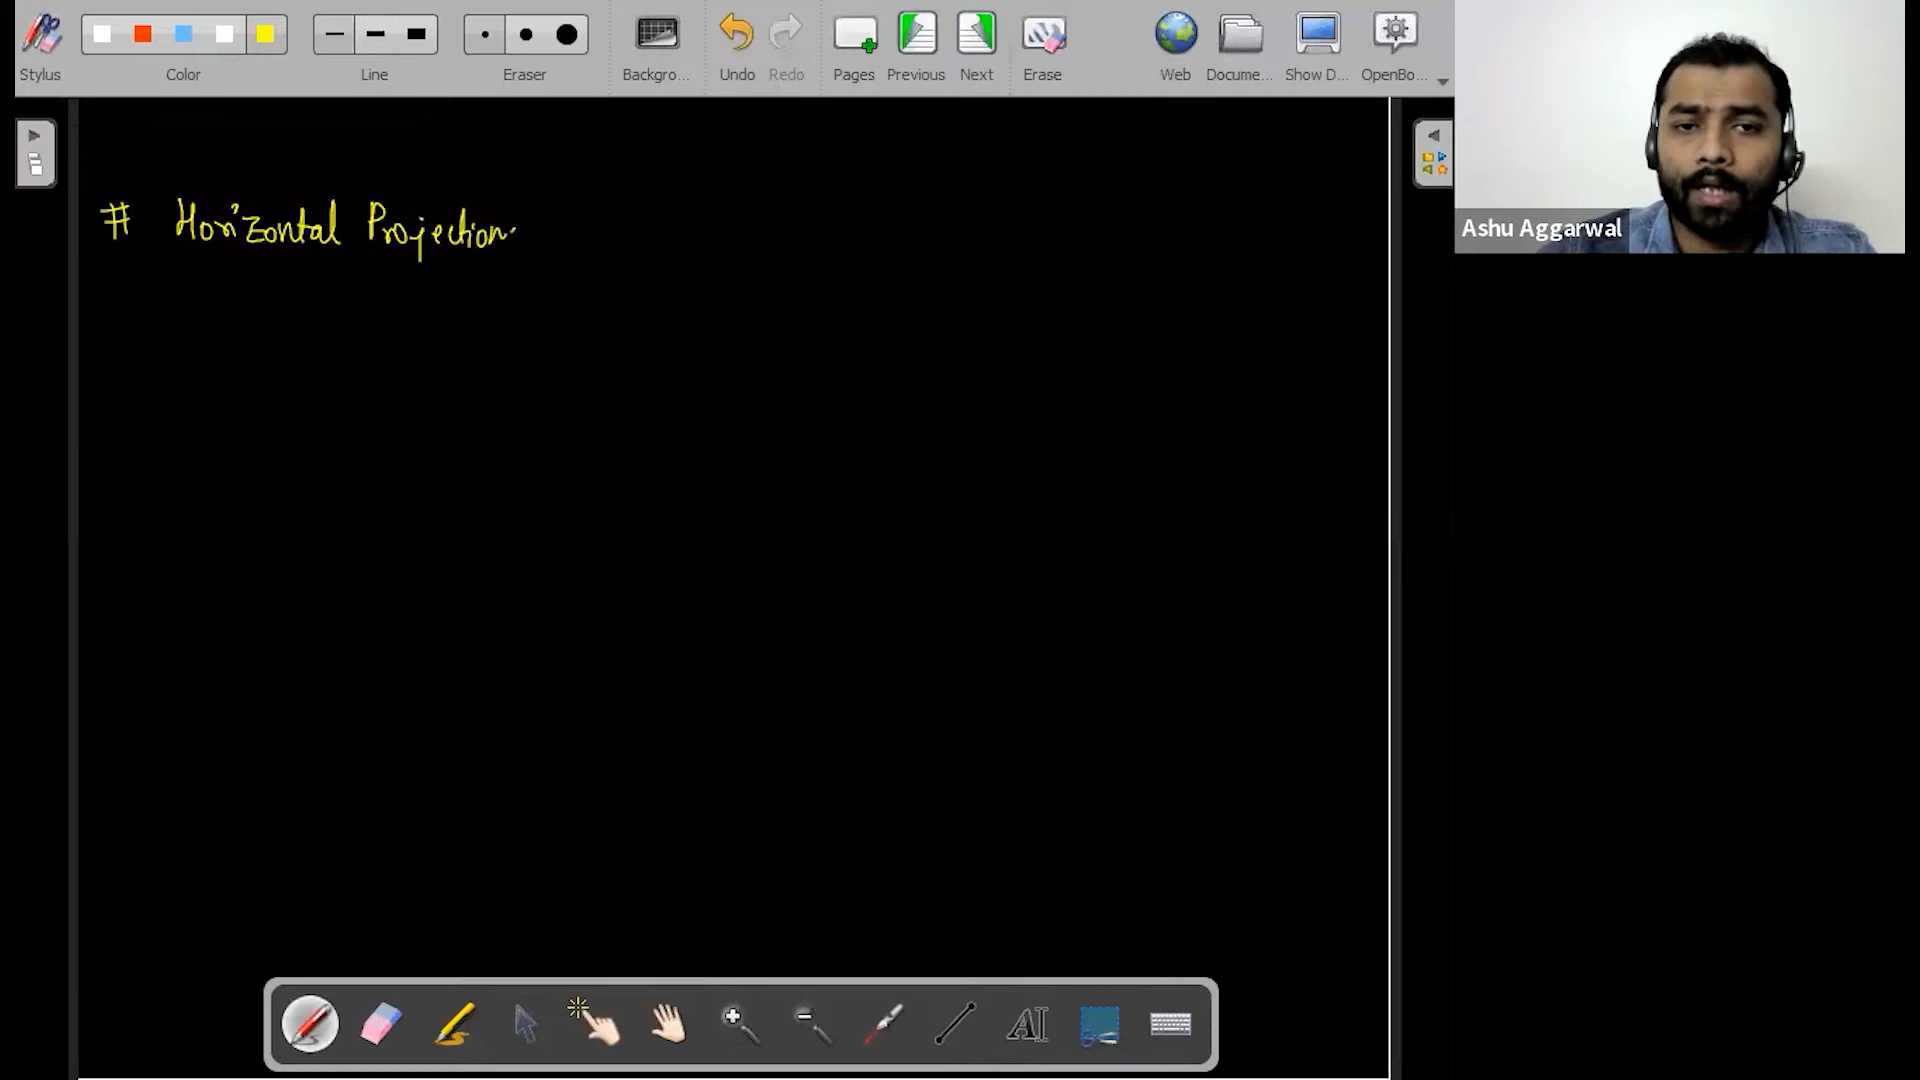 Stylus
Color
Line
Eraser
Backgro...
Undo
Redo
Pages
Previous
Next
Erase
Web
Docume...
Show D...
OpenBo...
Ashu Aggarwal
# Horizontal Projection.
AI